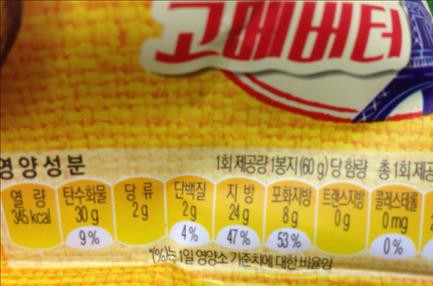 고메버터
영양성분 1회 제공량 1봉지(60g)당 함량 총 1회 제공
열량 탄수화물 당류 단백질 지방 포화지방 트랜스지방 콜레스테롤
345 kcal 30 g 2g 2g 24 g 8g 0g 0 mg
9% 4% 47% 53% 0%
*(%)는 1일 영양소 기준치에 대한 비율임